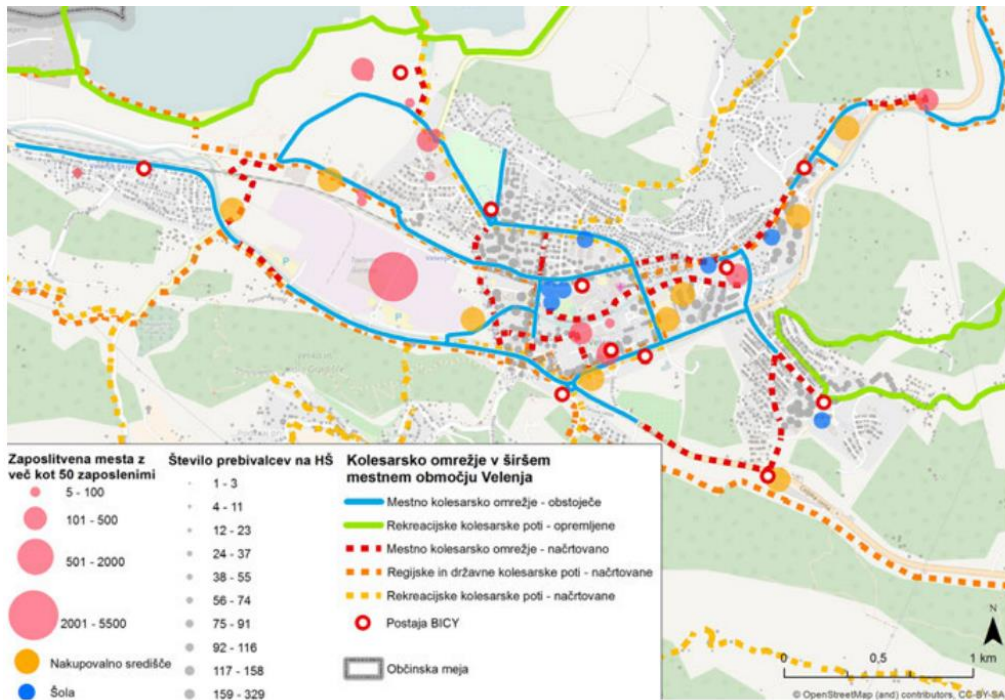 Zaposlitvena mesta z
več kot 50 zaposlenimi
5 - 100
101 - 500
501 - 2000
2001 - 5500
Nakupovalno središče
Šola
Število prebivalcev na HŠ
1 - 3
4 - 11
12 - 23
24 - 37
38 - 55
56 - 74
75 - 91
92 - 116
117 - 158
159 - 329
Kolesarsko omrežje v širšem
mestnem območju Velenja
Mestno kolesarsko omrežje - obstoječe
Rekreacijske kolesarske poti - opremljene
Mestno kolesarsko omrežje - načrtovano
Regijske in državne kolesarske poti - načrtovane
Rekreacijske kolesarske poti - načrtovane
Postaja BICY
Občinska meja
P
P
N
0 0,5 1 km
© OpenStreetMap (and) contributors, CC-BY-SA